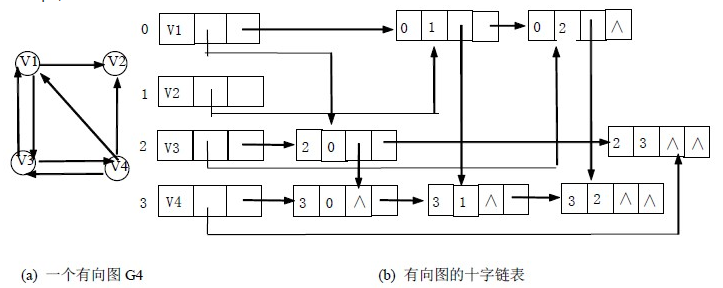 0 V1 0 1 0 2 ∧
V1 V2
1 V2
2 V3 2 0 2 3 ∧ ∧
V3 V4
3 V4 3 0 ∧ 3 1 ∧ 3 2 ∧ ∧
(a) 一个有向图 G4 (b) 有向图的十字链表